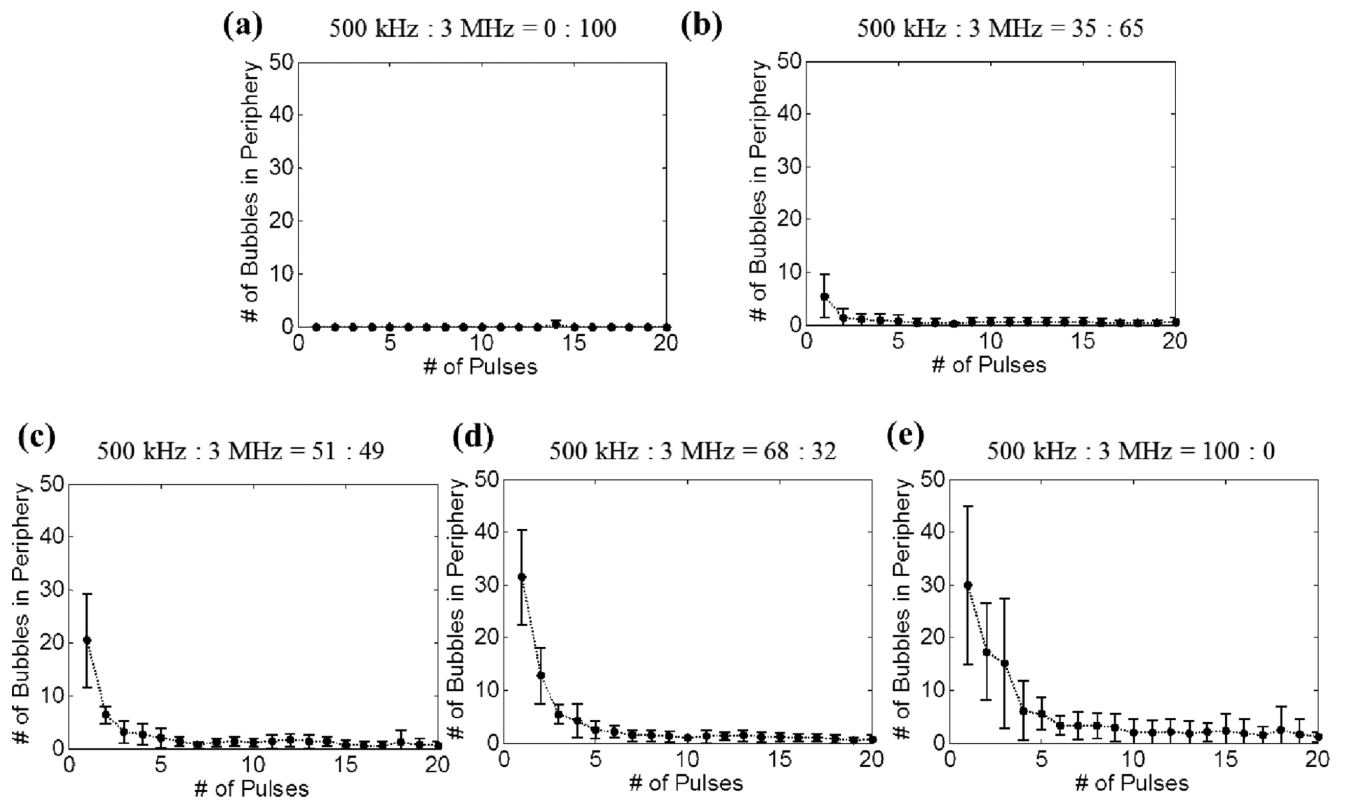 (a) 500 kHz : 3 MHz = 0 : 100
# of Bubbles in Periphery
50
40
30
20
10
0
0 5 10 15 20
# of Pulses
(b) 500 kHz : 3 MHz = 35 : 65
# of Bubbles in Periphery
50
40
30
20
10
0
0 5 10 15 20
# of Pulses
(c) 500 kHz : 3 MHz = 51 : 49
# of Bubbles in Periphery
50
40
30
20
10
0
0 5 10 15 20
# of Pulses
(d) 500 kHz : 3 MHz = 68 : 32
# of Bubbles in Periphery
50
40
30
20
10
0
0 5 10 15 20
# of Pulses
(e) 500 kHz : 3 MHz = 100 : 0
# of Bubbles in Periphery
50
40
30
20
10
0
0 5 10 15 20
# of Pulses